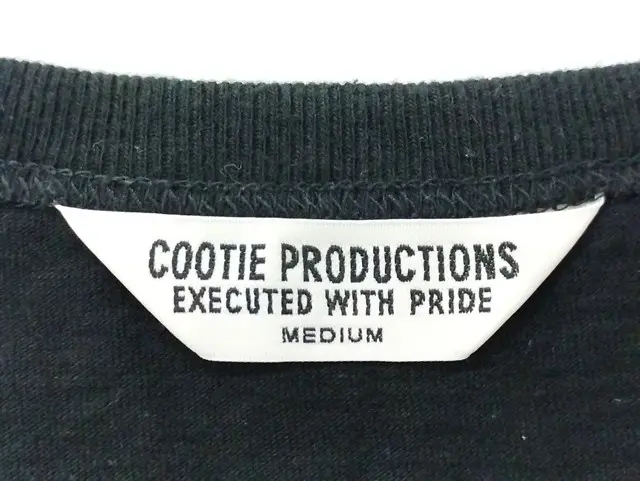 COOTIE PRODUCTIONS
EXECUTED WITH PRIDE
MEDIUM